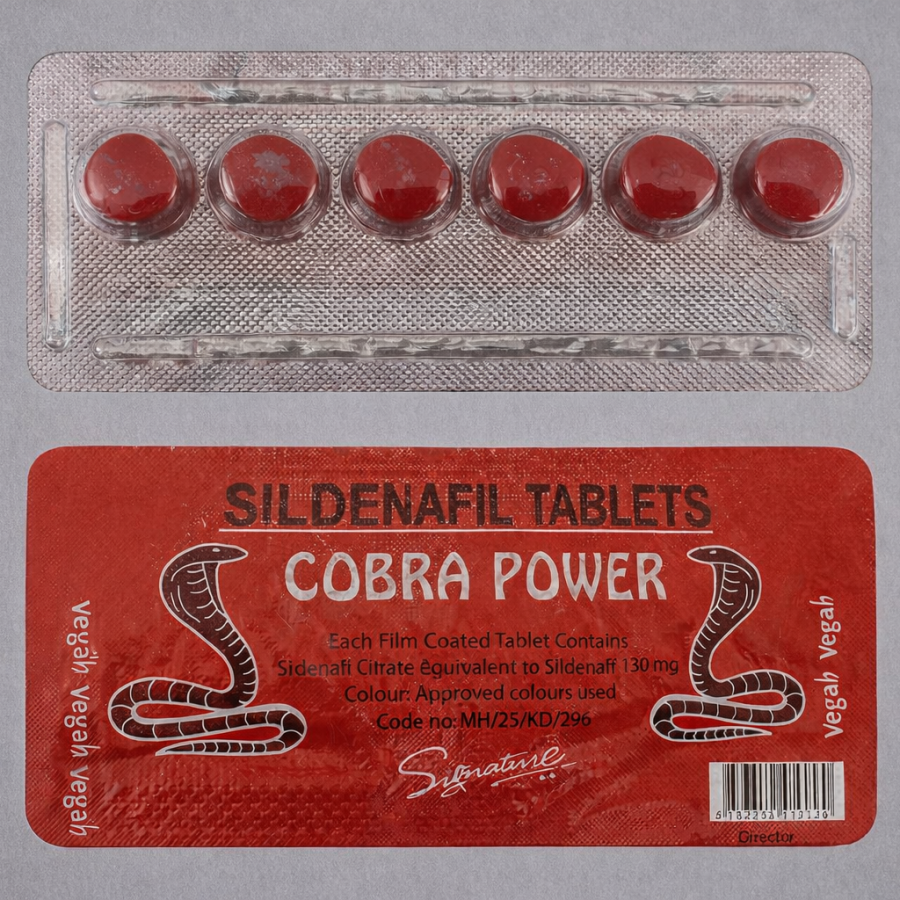 SILDENAFIL TABLETS
COBRA POWER
Each Film Coated Tablet Contains
Sidenafi Citrate Equivalent to Sildenafi 130 mg
Colour: Approved colours used
Code no: MH/25/KD/296
Signature
vegah vegah vegah
vegah vegah
Director